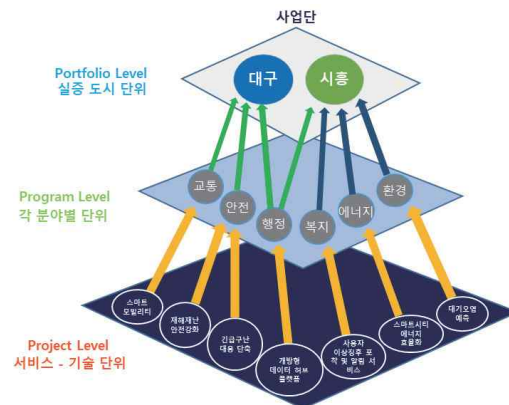 사업단
Portfolio Level
실증 도시 단위
대구
시흥
Program Level
각 분야별 단위
교통
안전
행정
복지
에너지
환경
Project Level
서비스 - 기술 단위
스마트
모빌리티
재해재난
안전강화
긴급구난
대응 단축
개방형
데이터 허브
플랫폼
사용자
이상징후 포
착 및 알림 서
비스
스마트시티
에너지
효율화
대기오염
예측